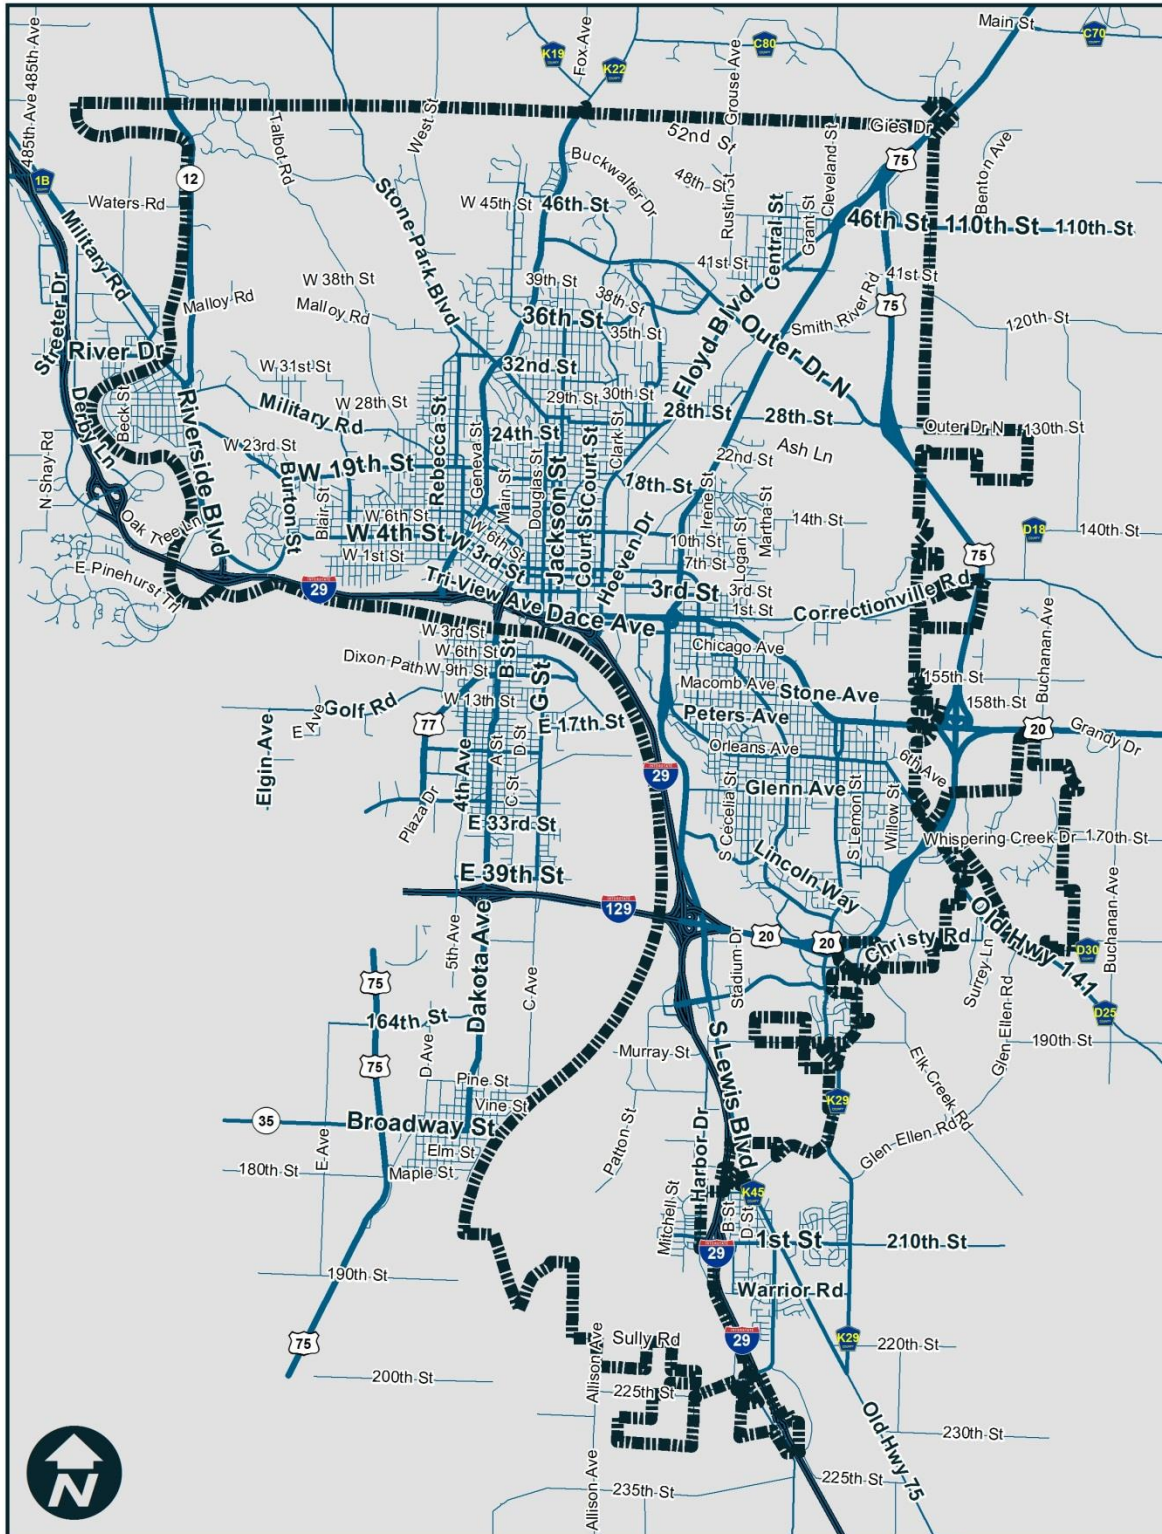 Main St
C70
C80
K19
K22
Fox Ave
Grouse Ave
485th Ave
485th Ave
West St
Talbot Rd
52nd St
Gies Dr
75
Bento Ave
1B
12
Waters Rd
Military Rd
Stone Park Blvd
Buckwalter Dr
48th St
Rustin St
Cleveland St
W 45th St
46th St
Central St
Grant St
46th St
110th St
110th St
41st St
41st St
W 38th St
39th St
38th St
Malloy Rd
Malloy Rd
Streeter Dr
Smith River Rd
75
120th St
36th St
35th St
Floyd Blvd
Outer Dr N
River Dr
W 31st St
32nd St
Derby Ln
Beck St
Riverside Blvd
W 28th St
Military Rd
Rebecca St
29th St
30th St
28th St
28th St
Outer Dr N
130th St
N Shay Rd
W 23rd St
24th St
Geneva St
Main St
Douglas St
Jackson St
Court St
Court St
Clark St
22nd St
Ash Ln
Burton St
W 19th St
18th St
Blair St
W 6th St
W 6th St
Oak Tree Ln
W 4th St
W 3rd St
W 1st St
Hoeven Dr
Irene St
Logan St
Martha St
14th St
D18
140th St
10th St
7th St
75
E Pinehurst Trl
29
Tri-View Ave
Dace Ave
3rd St
3rd St
1st St
Correctionville Rd
W 3rd St
W 6th St
Dixon Path
W 9th St
B St
Chicago Ave
Buchanan Ave
155th St
Macomb Ave
Stone Ave
158th St
W 13th St
G St
Golf Rd
E Ave
77
E 17th St
Peters Ave
20
Grandy Dr
Elgin Ave
A St
D St
Orleans Ave
6th Ave
4th Ave
C St
29
Glenn Ave
Plaza Dr
E 33rd St
S Cecelia St
S Lemon St
Willow St
Whispering Creek Dr
170th St
Lincoln Way
E 39th St
129
Old Hwy 141
20
20
Christy Rd
D30
Buchanan Ave
5th Ave
Dakota Ave
C Ave
Stadium Dr
Surrey Ln
Glen Ellen Rd
75
D25
164th St
D Ave
75
Murray St
S Lewis Blvd
190th St
Elk Creek Rd
Pine St
Vine St
K29
35
Broadway St
Patton St
Glen Ellen Rd
E Ave
Elm St
180th St
Maple St
Harbor Dr
Mitchell St
K45
B St
D St
29
1st St
210th St
190th St
Warrior Rd
75
Allison Ave
Sully Rd
29
K29
220th St
200th St
225th St
Old Hwy 75
230th St
Allison Ave
235th St
225th St
N